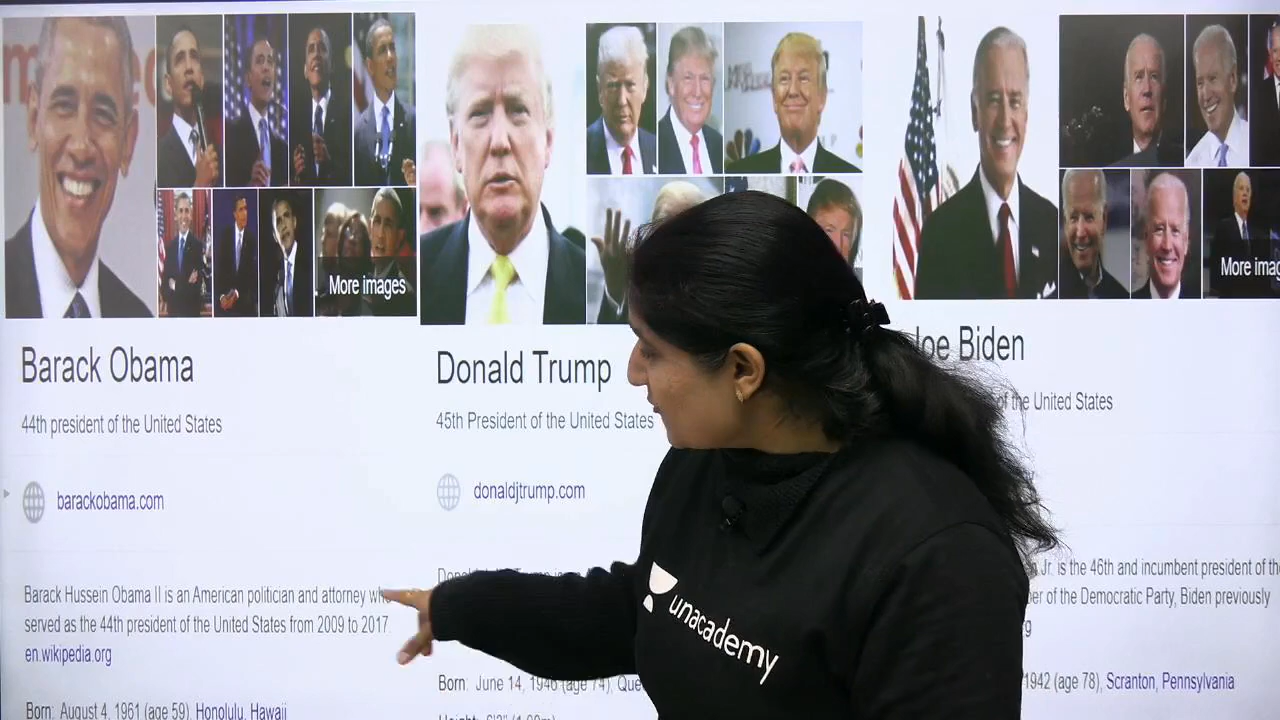 More images
More imag
Barack Obama
44th president of the United States
barackobama.com
Barack Hussein Obama II is an American politician and attorney
served as the 44th president of the United States from 2009 to 2017.
en.wikipedia.org
Born: August 4, 1961 (age 59), Honolulu, Hawaii
Donald Trump
45th President of the United States
donaldjtrump.com
Born: June 14, 1946 (age 74),
Joe Biden
of the United States
Jr. is the 46th and incumbent president of
of the Democratic Party, Biden previously
1942 (age 78), Scranton, Pennsylvania
unacademy